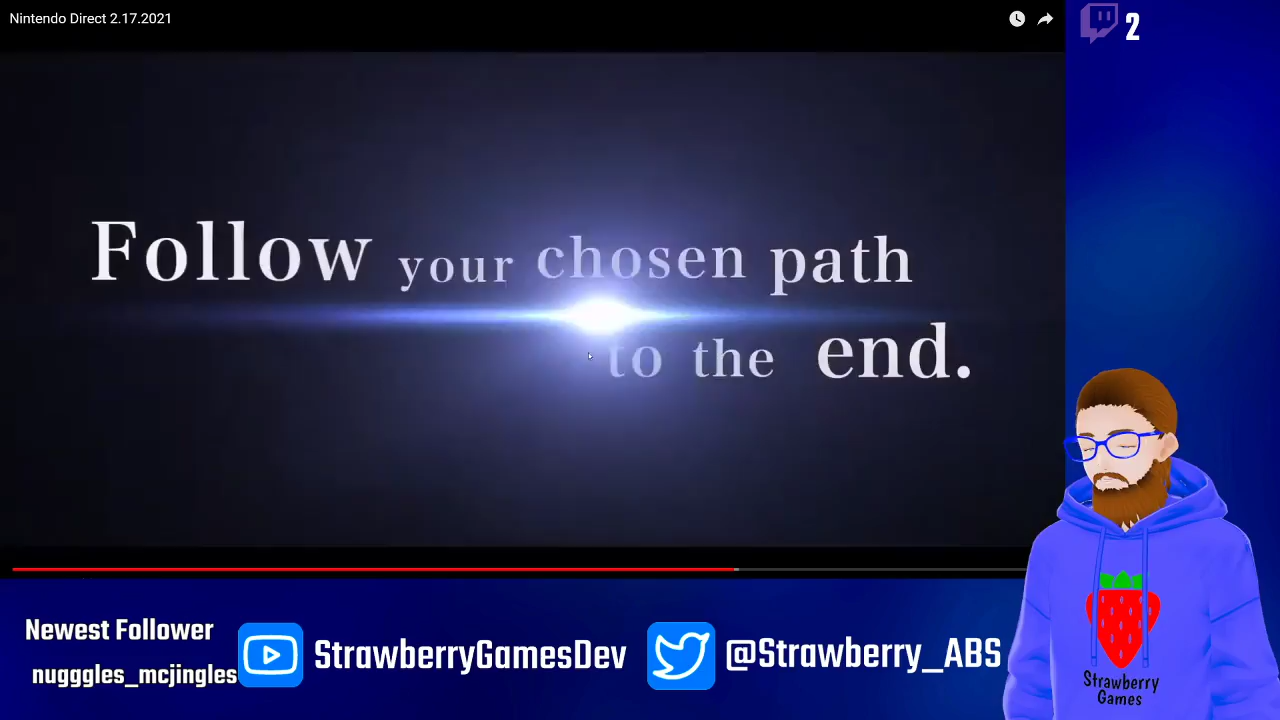 Nintendo Direct 2.17.2021
2
Follow your chosen path
to the end.
Newest Follower
nugggles_mcjingles
StrawberryGamesDev
@Strawberry_ABS
Strawberry
Games